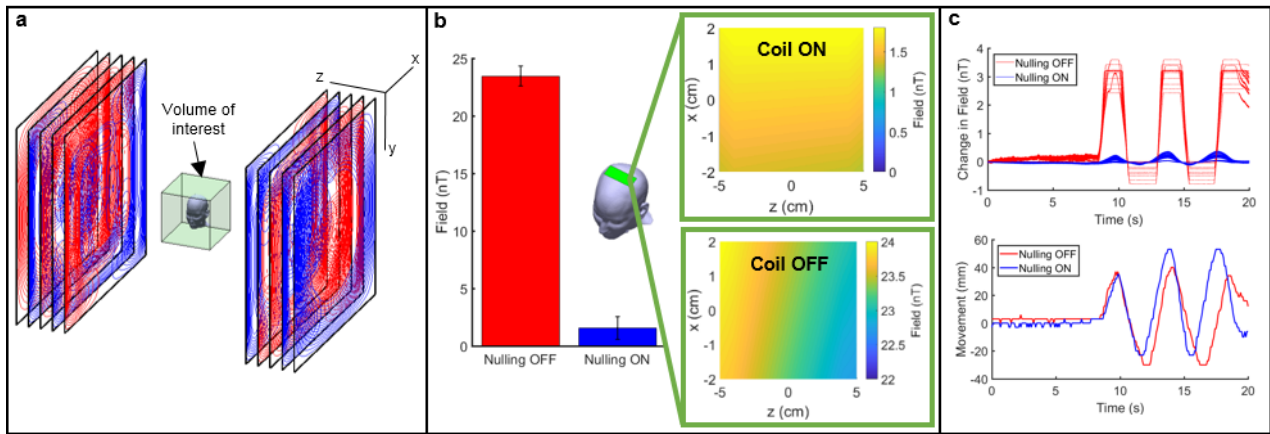 a
z
x
y
Volume of
interest
b
25
20
15
10
5
0
Field (nT)
Nulling OFF
Nulling ON
Coil ON
2
1
0
-1
-2
x (cm)
-5
0
5
z (cm)
1.5
1
0.5
0
Field (nT)
Coil OFF
2
1
0
-1
-2
x (cm)
-5
0
5
z (cm)
24
23
23
22
22
Field (nT)
c
4
3
2
1
0
-1
Change in Field (nT)
Nulling OFF
Nulling ON
0
5
10
15
20
Time (s)
60
40
20
0
-20
-40
Movement (mm)
Nulling OFF
Nulling ON
0
5
10
15
20
Time (s)